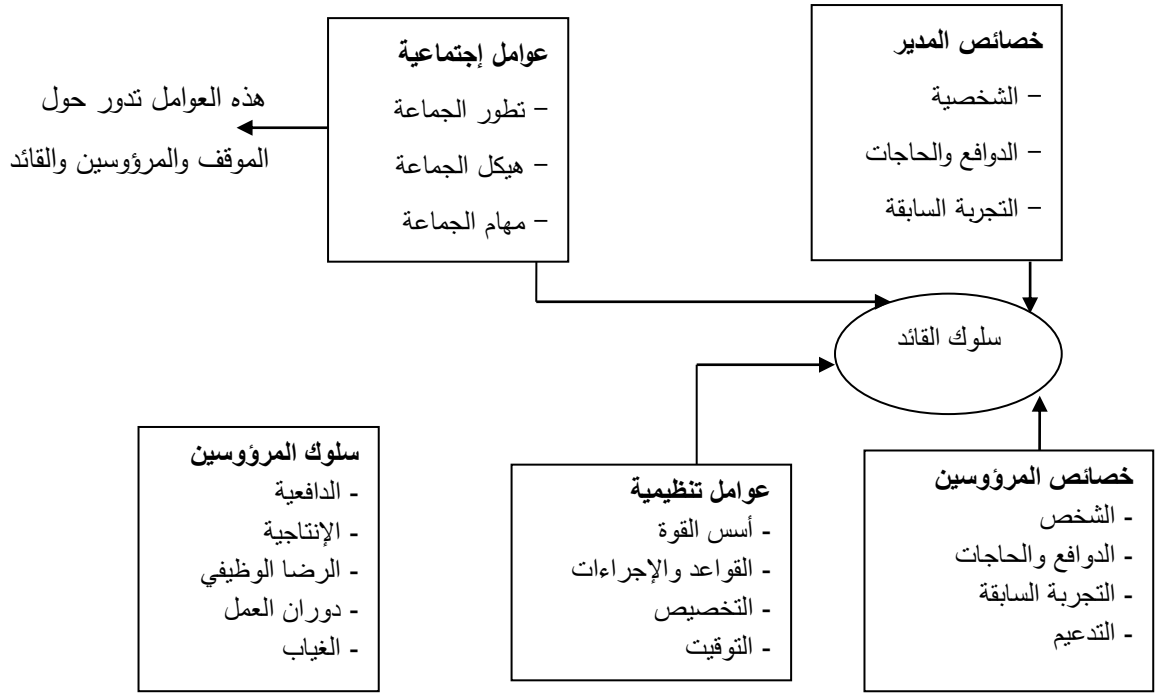 خصائص المدير
– الشخصية
– الدوافع والحاجات
– التجربة السابقة
عوامل إجتماعية
– تطور الجماعة
– هيكل الجماعة
– مهام الجماعة
هذه العوامل تدور حول
الموقف والمرؤوسين والقائد
سلوك القائد
خصائص المرؤوسين
- الشخص
- الدوافع والحاجات
- التجربة السابقة
- التدعيم
عوامل تنظيمية
- أسس القوة
- القواعد والإجراءات
- التخصيص
- التوقيت
سلوك المرؤوسين
- الدافعية
- الإنتاجية
- الرضا الوظيفي
- دوران العمل
- الغياب